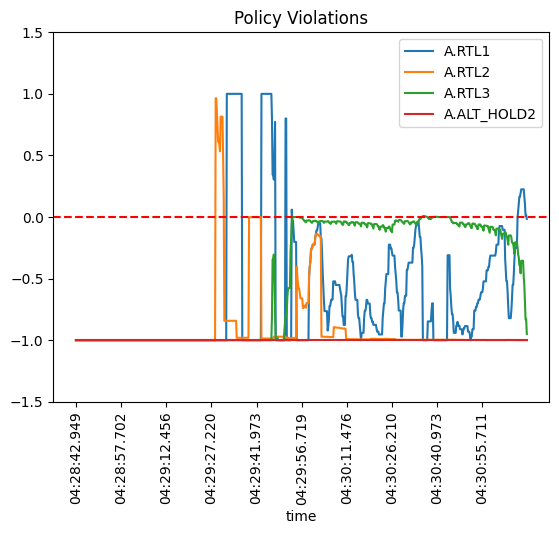 Policy Violations
A.RTL1
A.RTL2
A.RTL3
A.ALT_HOLD2
1.5
1.0
0.5
0.0
−0.5
−1.0
−1.5
04:28:42.949
04:28:57.702
04:29:12.456
04:29:27.220
04:29:41.973
04:29:56.719
04:30:11.476
04:30:26.210
04:30:40.973
04:30:55.711
time